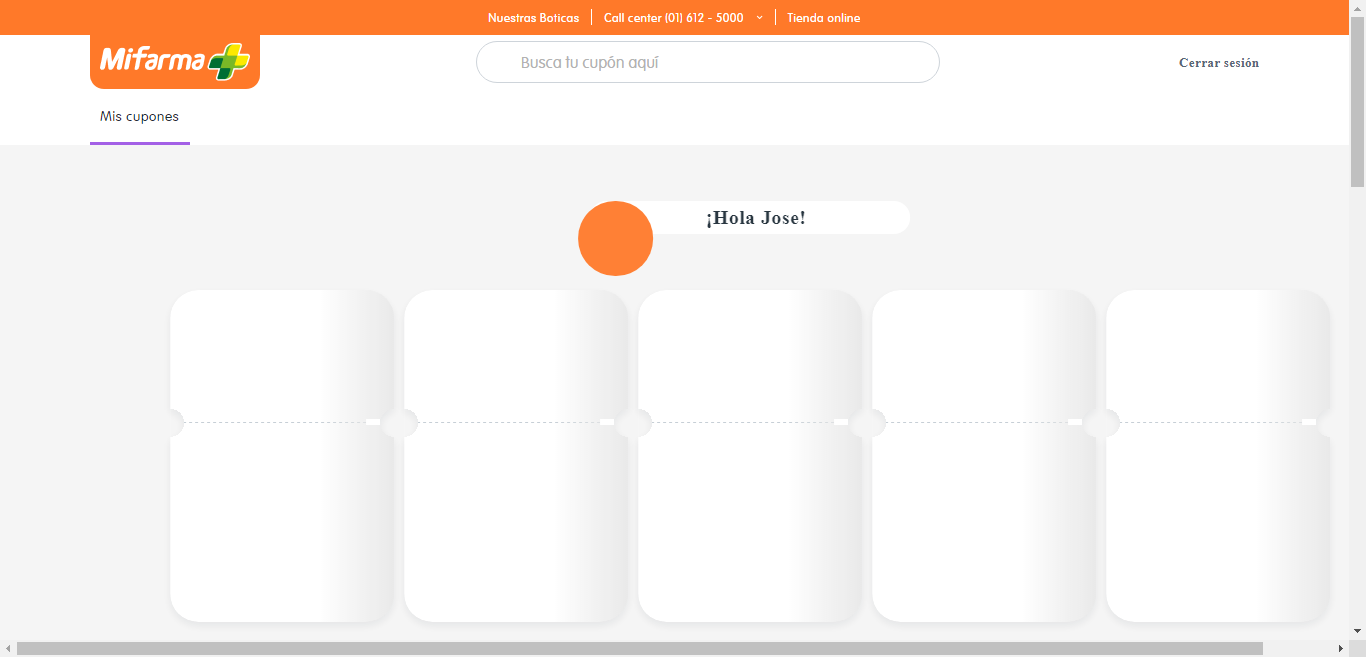 Nuestras Boticas
Call center (01) 612 - 5000
Tienda online
Mifarma
Busca tu cupón aquí
Cerrar sesión
Mis cupones
¡Hola Jose!